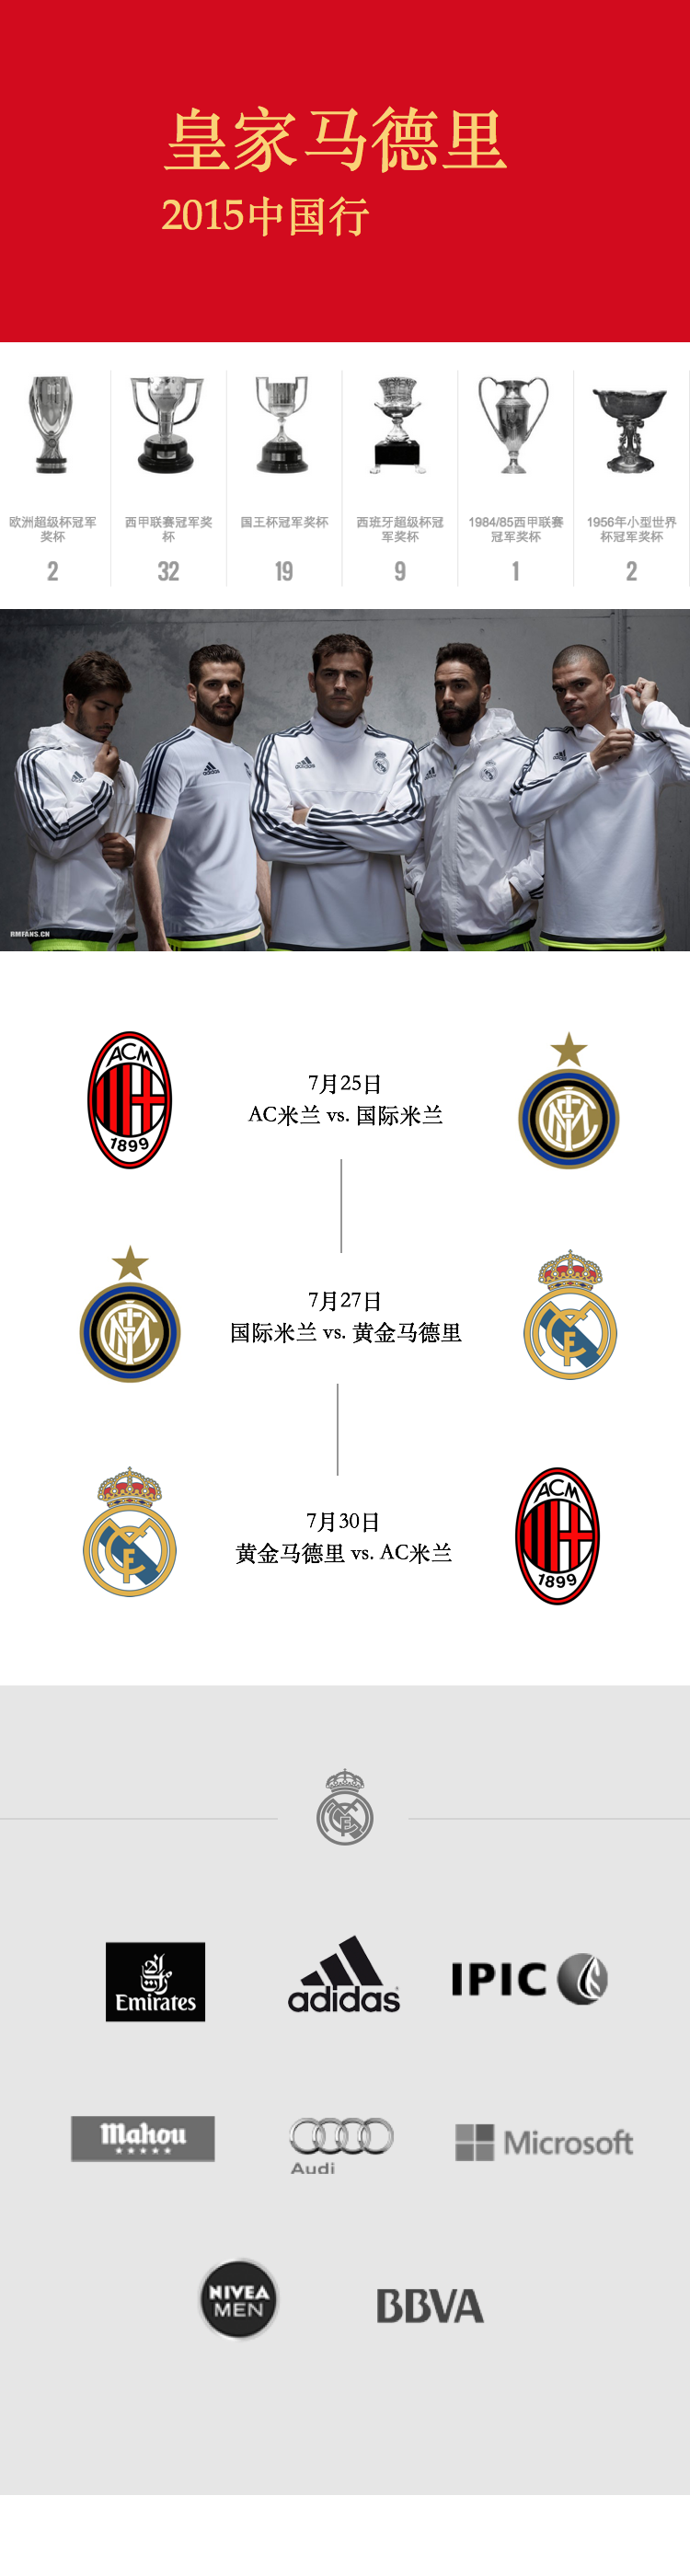 皇家马德里
2015中国行
欧洲超级杯冠军
奖杯
2
西甲联赛冠军奖
杯
32
国王杯冠军奖杯
19
西班牙超级杯冠
军奖杯
9
1984/85西甲联赛
冠军奖杯
1
1956年小型世界
杯冠军奖杯
2
adidas
adidas
RMFANS.CN
ACM
1899
7月25日
AC米兰 vs. 国际米兰
7月27日
国际米兰 vs. 黄金马德里
7月30日
黄金马德里 vs. AC米兰
ACM
1899
Emirates
adidas
IPIC
Mahou
Audi
Microsoft
NIVEA
MEN
BBVA